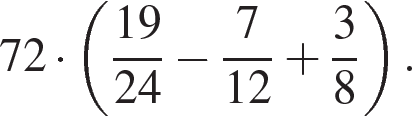 72 · ( 19/24 − 7/12 + 3/8 ) .